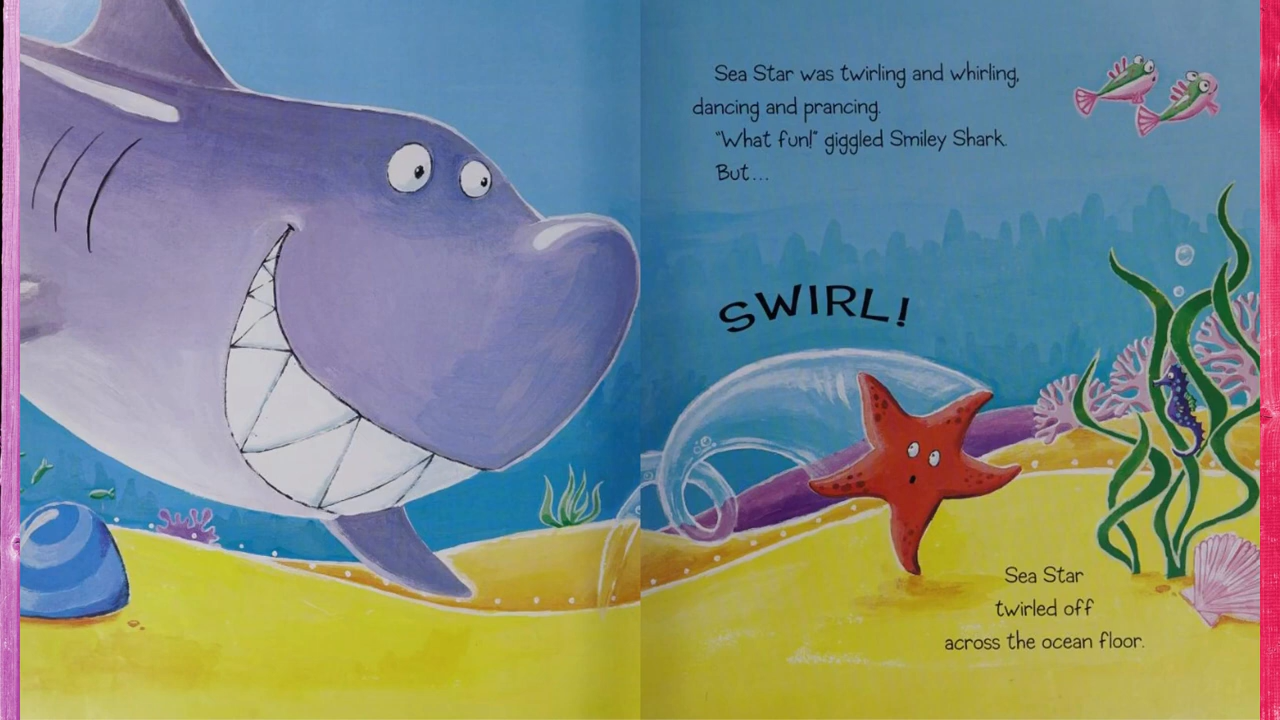 Sea Star was twirling and whirling,
dancing and prancing.
“What fun!” giggled Smiley Shark.
But...
SWIRL!
Sea Star
twirled off
across the ocean floor.